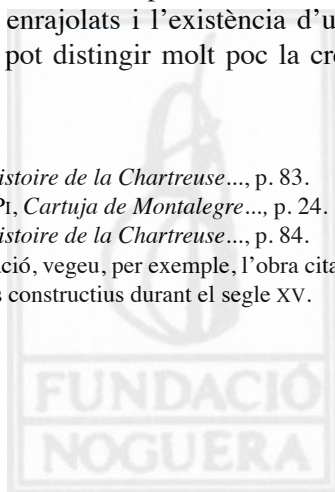 enrajolats i l’existència d’u
pot distingir molt poc la cr
istoire de la Chartreuse..., p. 83.
PI, Cartuja de Montalegre..., p. 24.
istoire de la Chartreuse..., p. 84.
ació, vegeu, per exemple, l’obra cita
s constructius durant el segle XV.
FUNDACIÓ
NOGUERA